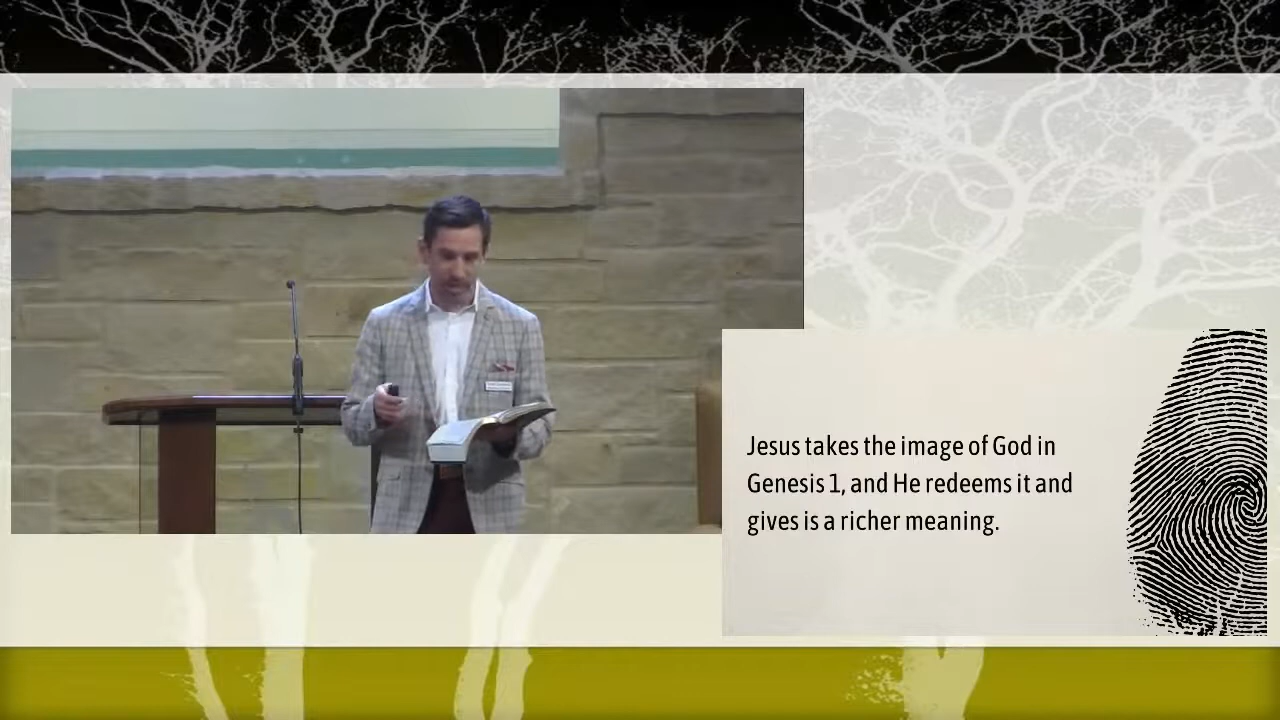 Jesus takes the image of God in
Genesis 1, and He redeems it and
gives is a richer meaning.